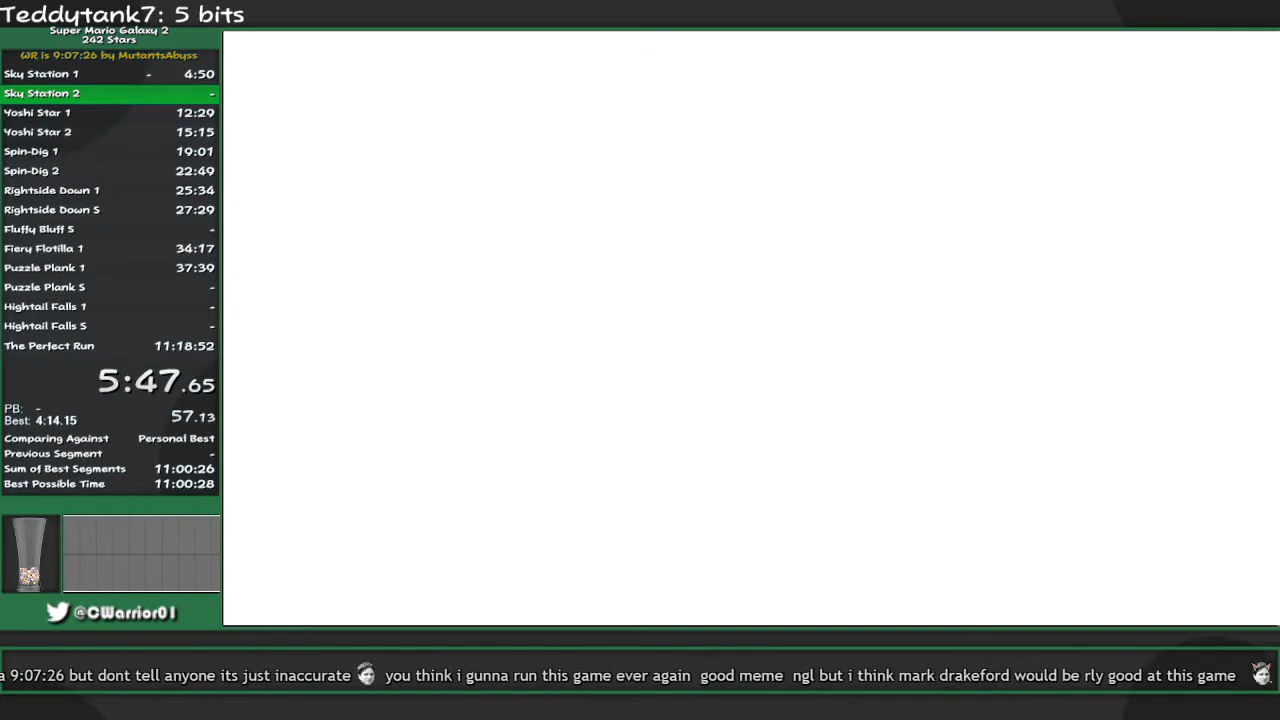 Teddytank7: 5 bits
Super Mario Galaxy 2
242 Stars
WR is 9:07:26 by MutantsAbyss
Sky Station 1 - 4:50
Sky Station 2 -
Yoshi Star 1 12:29
Yoshi Star 2 15:15
Spin-Dig 1 19:01
Spin-Dig 2 22:49
Rightside Down 1 25:34
Rightside Down S 27:29
Fluffy Bluff S -
Fiery Flotilla 1 34:17
Puzzle Plank 1 37:39
Puzzle Plank S -
Hightail Falls 1 -
Hightail Falls S -
The Perfect Run 11:18:52
5:47.65
PB: -
Best: 4:14.15 57.13
Comparing Against Personal Best
Previous Segment -
Sum of Best Segments 11:00:26
Best Possible Time 11:00:28
@CWarrior01
a 9:07:26 but dont tell anyone its just inaccurate you think i gunna run this game ever again good meme ngl but i think mark drakeford would be rly good at this game